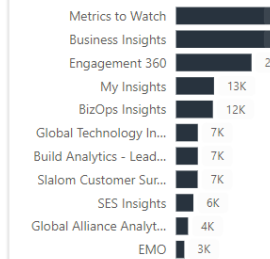 Metrics to Watch
Business Insights
Engagement 360 2
My Insights 13K
BizOps Insights 12K
Global Technology In... 7K
Build Analytics - Lead... 7K
Slalom Customer Sur... 7K
SES Insights 6K
Global Alliance Analyt... 4K
EMO 3K